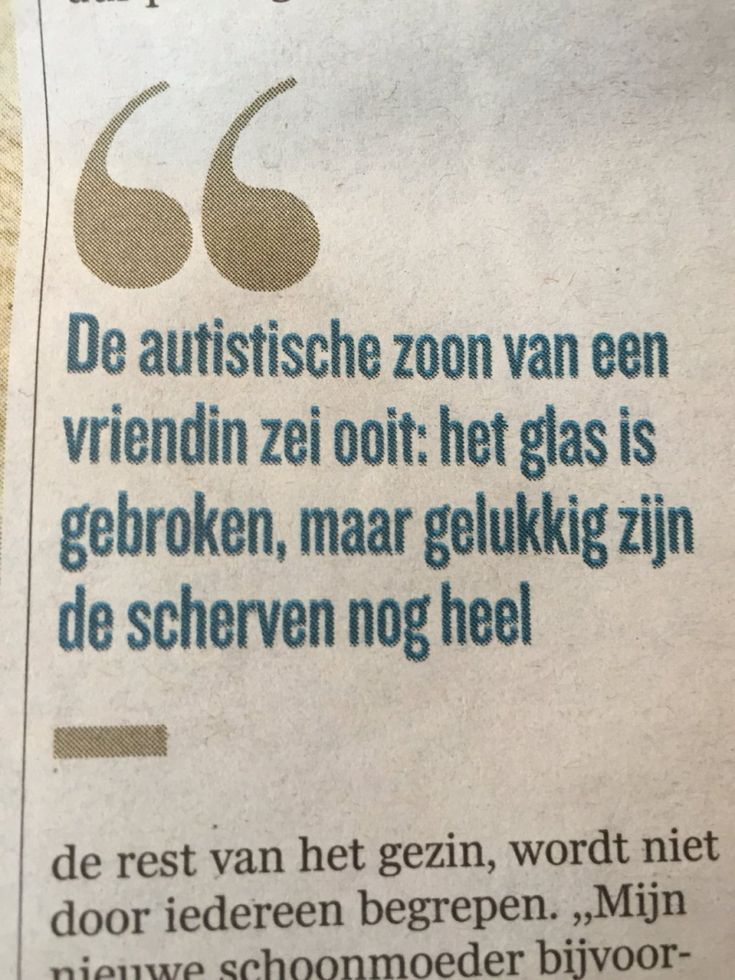 De autistische zoon van een
vriendin zei ooit: het glas is
gebroken, maar gelukkig zijn
de scherven nog heel
de rest van het gezin, wordt niet
door iedereen begrepen. „Mijn
nieuwe schoonmoeder bijvoor-